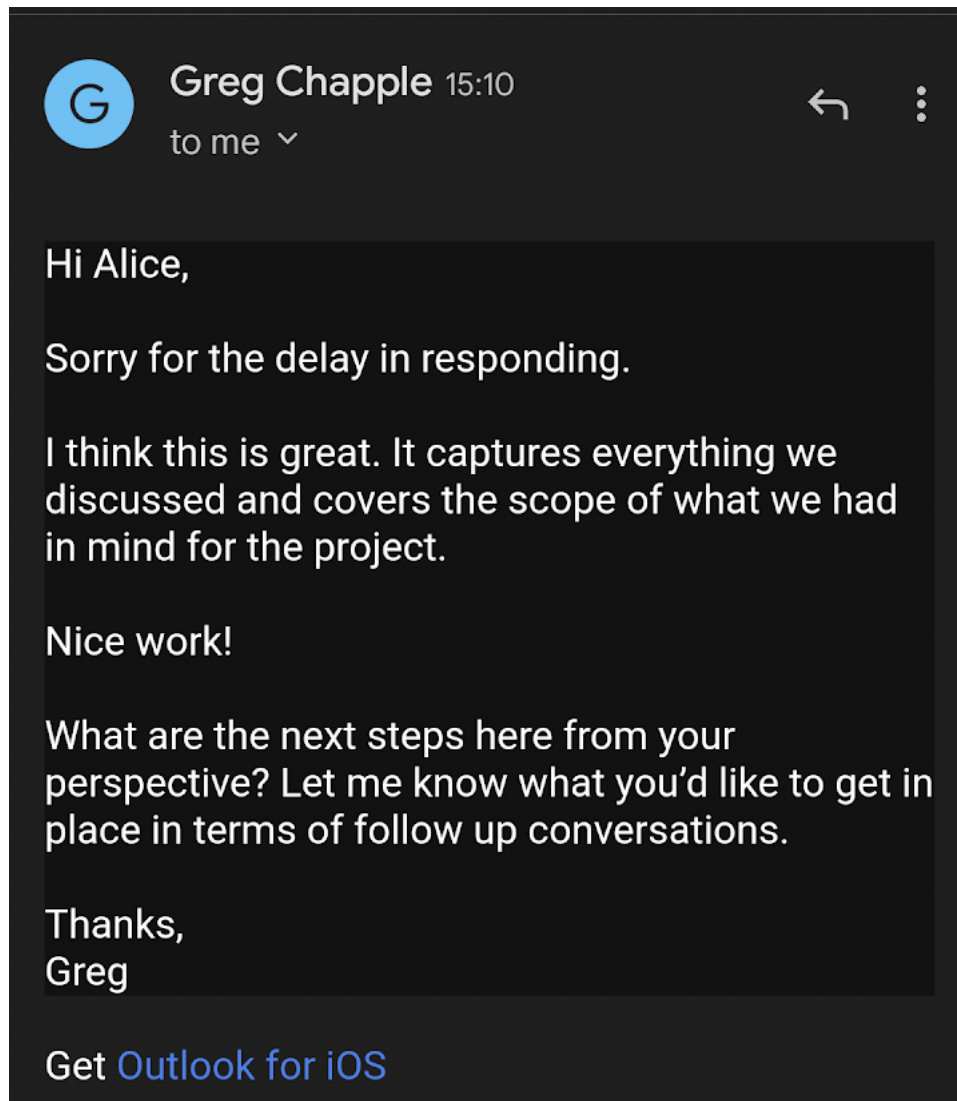 G
Greg Chapple 15:10
to me
Hi Alice,
Sorry for the delay in responding.
I think this is great. It captures everything we
discussed and covers the scope of what we had
in mind for the project.
Nice work!
What are the next steps here from your
perspective? Let me know what you’d like to get in
place in terms of follow up conversations.
Thanks,
Greg
Get Outlook for iOS